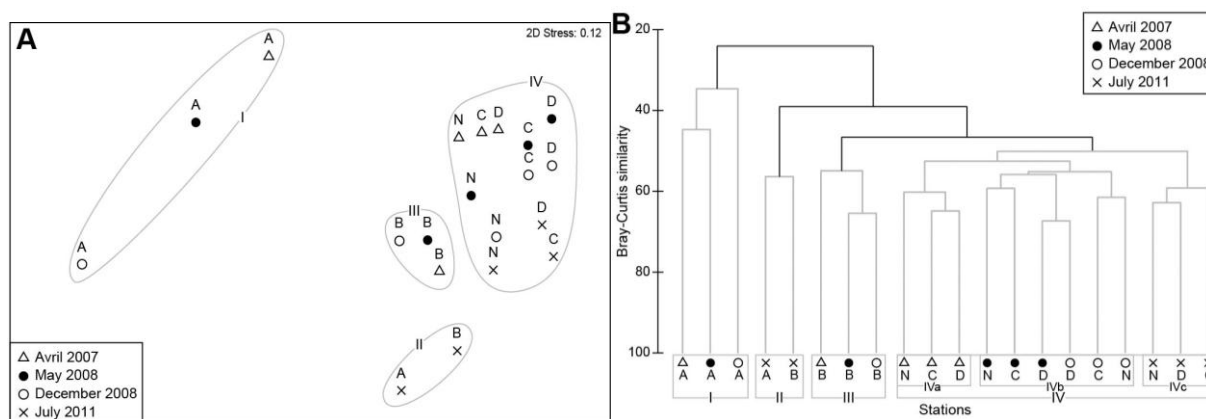 A
2D Stress: 0.12
A
A
I
A
IV
N C D
D
C
C
D
N
N
D
N
C
III
B B
B
II
B
A
△ Avril 2007
● May 2008
○ December 2008
× July 2011
B
△ Avril 2007
● May 2008
○ December 2008
× July 2011
Bray-Curtis similarity
20
40
60
80
100
A A A A B B B B N C D N C D D C N N D
IVa IVb IVc
I II III IV
Stations